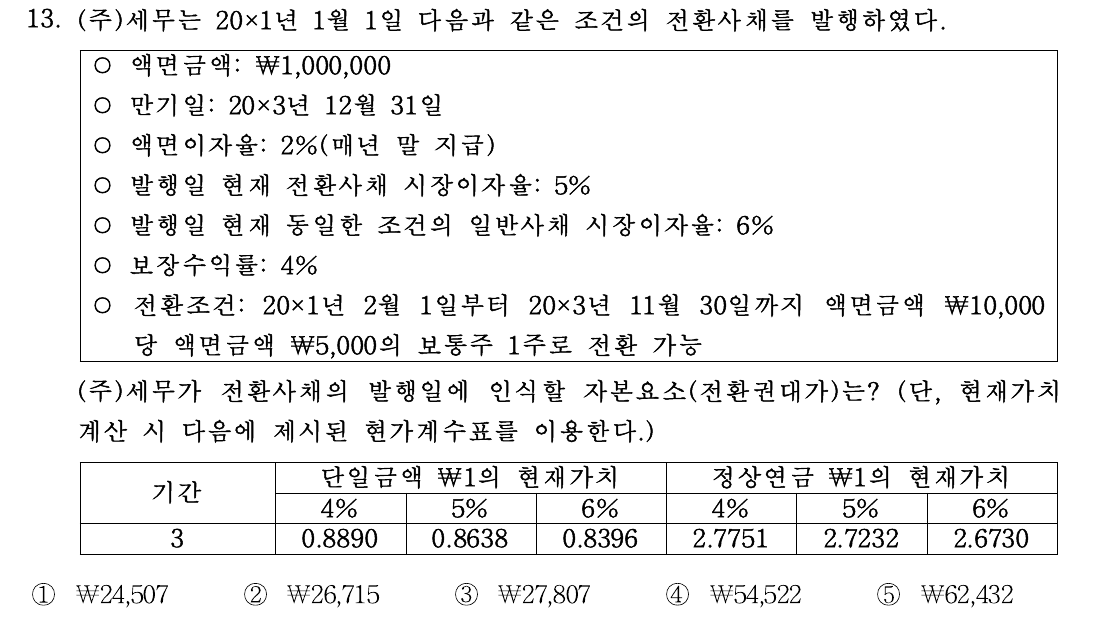 13. (주)세무는 20×1년 1월 1일 다음과 같은 조건의 전환사채를 발행하였다.
○ 액면금액: ₩1,000,000
○ 만기일: 20×3년 12월 31일
○ 액면이자율: 2%(매년 말 지급)
○ 발행일 현재 전환사채 시장이자율: 5%
○ 발행일 현재 동일한 조건의 일반사채 시장이자율: 6%
○ 보장수익률: 4%
○ 전환조건: 20×1년 2월 1일부터 20×3년 11월 30일까지 액면금액 ₩10,000
당 액면금액 ₩5,000의 보통주 1주로 전환 가능
(주)세무가 전환사채의 발행일에 인식할 자본요소(전환권대가)는? (단, 현재가치
계산 시 다음에 제시된 현가계수표를 이용한다.)
기간 단일금액 ₩1의 현재가치 정상연금 ₩1의 현재가치
4% 5% 6% 4% 5% 6%
3 0.8890 0.8638 0.8396 2.7751 2.7232 2.6730
① ₩24,507 ② ₩26,715 ③ ₩27,807 ④ ₩54,522 ⑤ ₩62,432